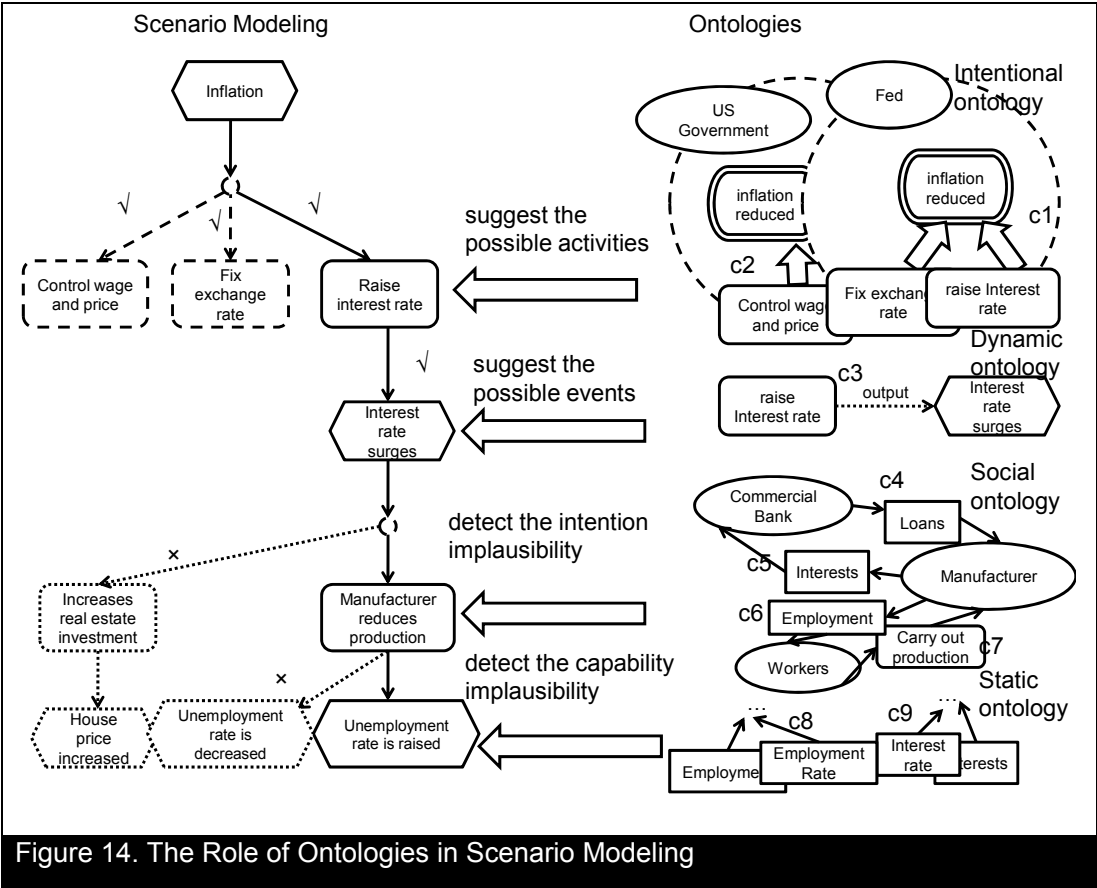 Scenario Modeling
Ontologies
Inflation
√
√
√
Control wage
and price
Fix
exchange
rate
Raise
interest rate
√
Interest
rate
surges
×
Increases
real estate
investment
Manufacturer
reduces
production
×
House
price
increased
Unemployment
rate is
decreased
Unemployment
rate is raised
suggest the
possible activities
suggest the
possible events
detect the intention
implausibility
detect the capability
implausibility
Intentional
ontology
US
Government
Fed
inflation
reduced
inflation
reduced
c1
c2
Control wag
and price
Fix exchang
rate
raise Interest
rate
Dynamic
ontology
c3
raise
Interest rate
output
Interest
rate
surges
Social
ontology
c4
Commercial
Bank
Loans
c5
Interests
Manufacturer
c6
Employment
Carry out
production
c7
Workers
Static
ontology
...
...
c8
c9
Employme
Employment
Rate
Interest
rate
terests
Figure 14. The Role of Ontologies in Scenario Modeling